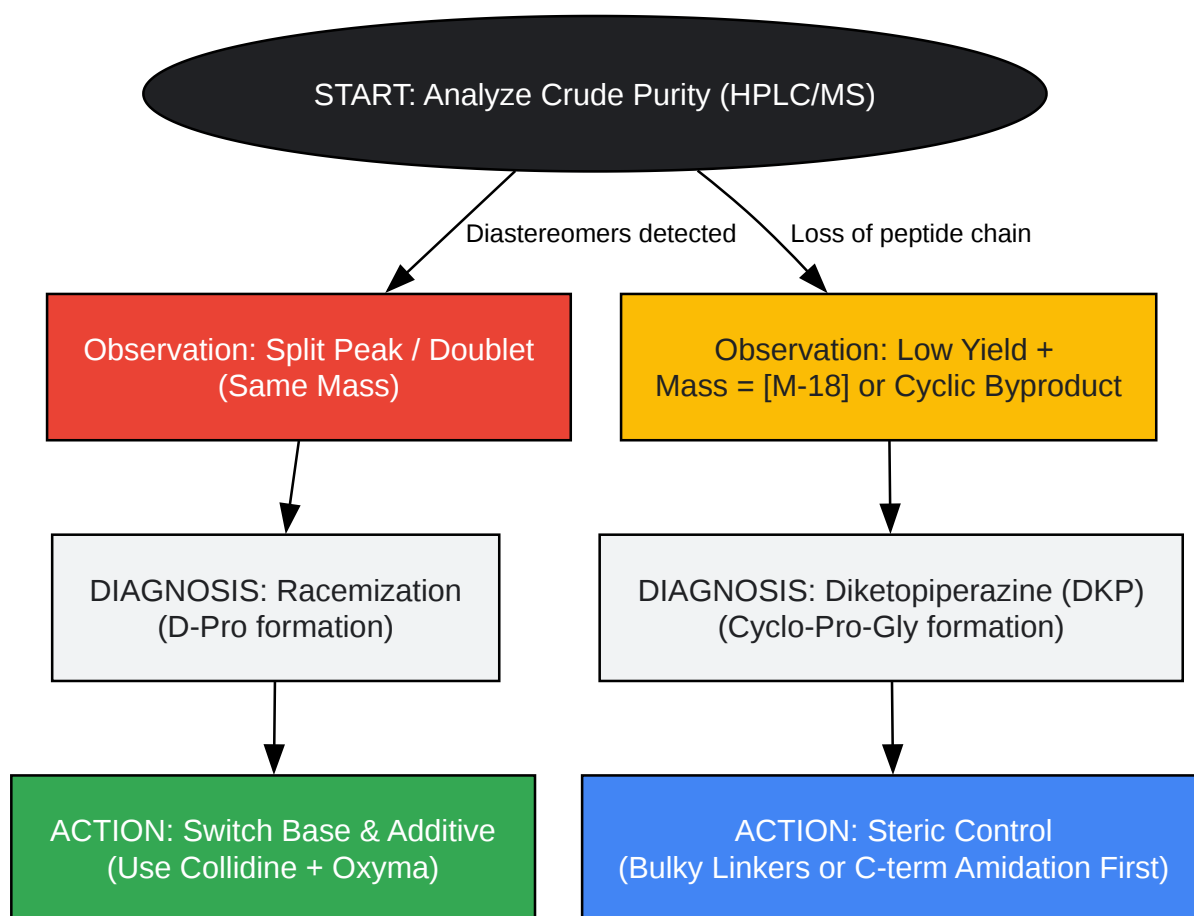 START: Analyze Crude Purity (HPLC/MS)
Diastereomers detected
Loss of peptide chain
Observation: Split Peak / Doublet
(Same Mass)
Observation: Low Yield +
Mass = [M-18] or Cyclic Byproduct
DIAGNOSIS: Racemization
(D-Pro formation)
DIAGNOSIS: Diketopiperazine (DKP)
(Cyclo-Pro-Gly formation)
ACTION: Switch Base & Additive
(Use Collidine + Oxyma)
ACTION: Steric Control
(Bulky Linkers or C-term Amidation First)